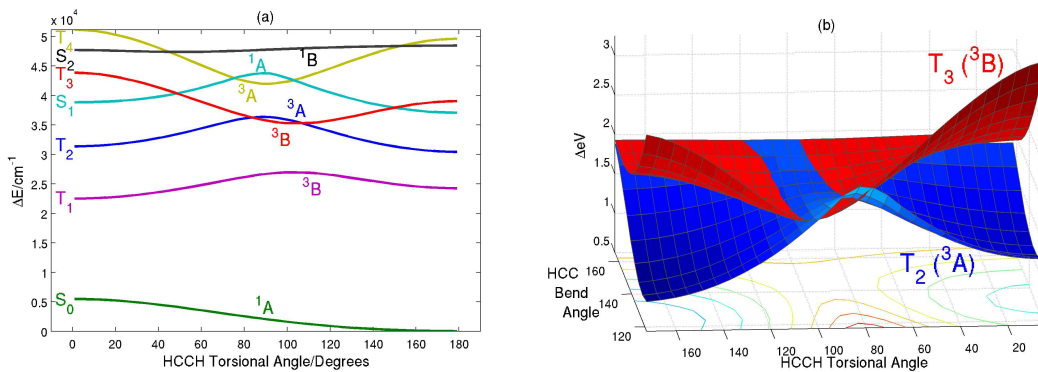 (a)
x 10⁴
5
4.5
4
3.5
3
2.5
2
1.5
1
0.5
0
ΔE/cm⁻¹
T₄
S₂
T₃
S₁
T₂
T₁
S₀
¹A
¹B
³A
³A
³B
³B
¹A
0 20 40 60 80 100 120 140 160 180
HCCH Torsional Angle/Degrees
(b)
3
2.5
2
1.5
1
0.5
ΔeV
T₃ (³B)
T₂ (³A)
HCC
Bend
Angle
160
140
120
160 140 120 100 80 60 40 20
HCCH Torsional Angle